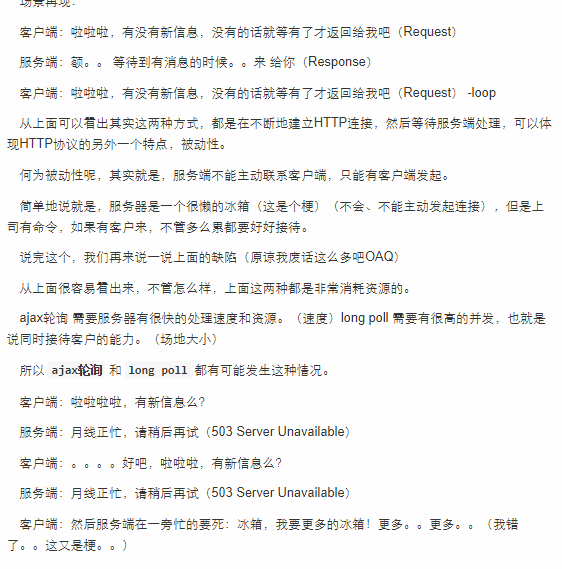 场景再现：
客户端：啦啦啦，有没有新信息，没有的话就等有了才返回给我吧（Request）
服务端：额。。 等待到有消息的时候。。来 给你（Response）
客户端：啦啦啦，有没有新信息，没有的话就等有了才返回给我吧（Request） -loop
从上面可以看出其实这两种方式，都是在不断地建立HTTP连接，然后等待服务端处理，可以体
现HTTP协议的另外一个特点，被动性。
何为被动性呢，其实就是，服务端不能主动联系客户端，只能有客户端发起。
简单地说就是，服务器是一个很懒的冰箱（这是个梗）（不会、不能主动发起连接），但是上
司有命令，如果有客户来，不管多么累都要好好接待。
说完这个，我们再来说一说上面的缺陷（原谅我废话这么多吧OAQ）
从上面很容易看出来，不管怎么样，上面这两种都是非常消耗资源的。
ajax轮询 需要服务器有很快的处理速度和资源。（速度）long poll 需要有很高的并发，也就是
说同时接待客户的能力。（场地大小）
所以 ajax轮询 和 long poll 都有可能发生这种情况。
客户端：啦啦啦啦，有新信息么？
服务端：月线正忙，请稍后再试（503 Server Unavailable）
客户端：。。。。好吧，啦啦啦，有新信息么？
服务端：月线正忙，请稍后再试（503 Server Unavailable）
客户端：然后服务端在一旁忙的要死：冰箱，我要更多的冰箱！更多。。更多。。（我错
了。。这又是梗。。）